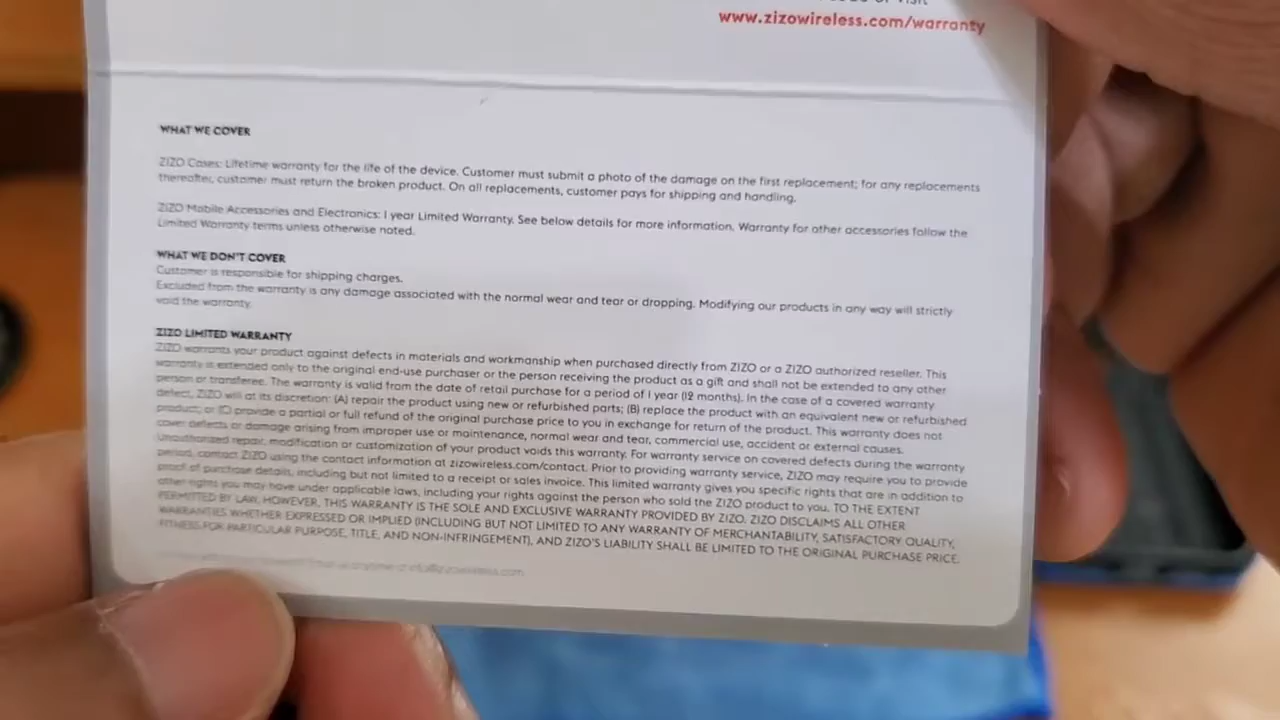 or visit
www.zizowireless.com/warranty
WHAT WE COVER
ZIZO Cases: Lifetime warranty for the life of the device. Customer must submit a photo of the damage on the first replacement; for any replacements
thereafter, customer must return the broken product. On all replacements, customer pays for shipping and handling.
ZIZO Mobile Accessories and Electronics: 1 year Limited Warranty. See below details for more information. Warranty for other accessories follow the
Limited Warranty terms unless otherwise noted.
WHAT WE DON'T COVER
Customer is responsible for shipping charges.
Excluded from the warranty is any damage associated with the normal wear and tear or dropping. Modifying our products in any way will strictly
void the warranty.
ZIZO LIMITED WARRANTY
ZIZO warrants your product against defects in materials and workmanship when purchased directly from ZIZO or a ZIZO authorized reseller. This
warranty is extended only to the original end-use purchaser or the person receiving the product as a gift and shall not be extended to any other
person or transferee. The warranty is valid from the date of retail purchase for a period of 1 year (12 months). In the case of a covered warranty
defect, ZIZO will at its discretion: (A) repair the product using new or refurbished parts; (B) replace the product with an equivalent new or refurbished
product; or (C) provide a partial or full refund of the original purchase price to you in exchange for return of the product. This warranty does not
cover defects or damage arising from improper use or maintenance, normal wear and tear, commercial use, accident or external causes.
Unauthorized repair, modification or customization of your product voids this warranty. For warranty service on covered defects during the warranty
period, contact ZIZO using the contact information at zizowireless.com/contact. Prior to providing warranty service, ZIZO may require you to provide
proof of purchase details, including but not limited to a receipt or sales invoice. This limited warranty gives you specific rights that are in addition to
other rights you may have under applicable laws, including your rights against the person who sold the ZIZO product to you. TO THE EXTENT
PERMITTED BY LAW, HOWEVER, THIS WARRANTY IS THE SOLE AND EXCLUSIVE WARRANTY PROVIDED BY ZIZO. ZIZO DISCLAIMS ALL OTHER
WARRANTIES WHETHER EXPRESSED OR IMPLIED (INCLUDING BUT NOT LIMITED TO ANY WARRANTY OF MERCHANTABILITY, SATISFACTORY QUALITY,
FITNESS FOR PARTICULAR PURPOSE, TITLE, AND NON-INFRINGEMENT), AND ZIZO'S LIABILITY SHALL BE LIMITED TO THE ORIGINAL PURCHASE PRICE.
info@zizowireless.com